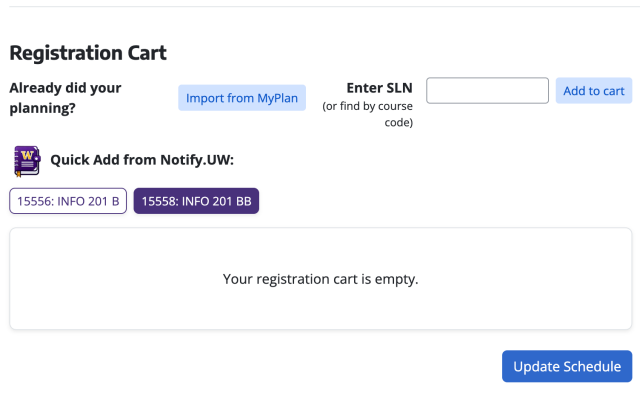 Registration Cart
Already did your
planning?
Import from MyPlan
Enter SLN
(or find by course
code)
Add to cart
W
Quick Add from Notify.UW:
15556: INFO 201 B
15558: INFO 201 BB
Your registration cart is empty.
Update Schedule